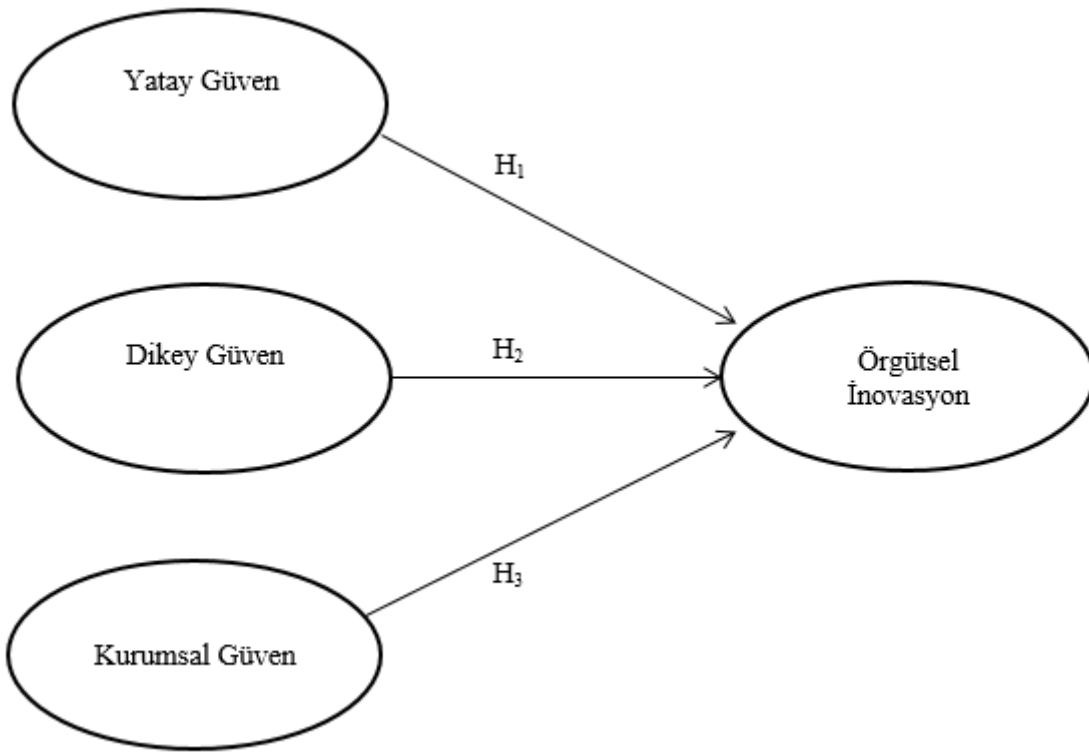 Yatay Güven
H₁
Dikey Güven
H₂
Örgütsel
İnovasyon
H₃
Kurumsal Güven